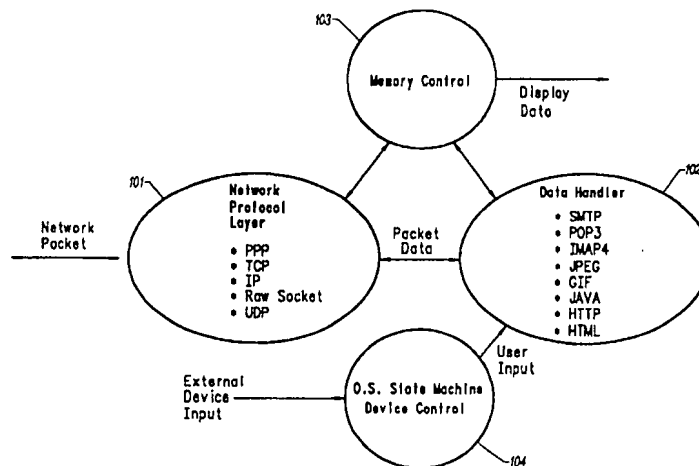 103
Memory Control
Display
Data
101
Network
Protocol
Layer
• PPP
• TCP
• IP
• Raw Socket
• UDP
Network
Packet
Packet
Data
102
Data Handler
• SMTP
• POP3
• IMAP4
• JPEG
• GIF
• JAVA
• HTTP
• HTML
User
Input
External
Device
Input
O.S. State Machine
Device Control
104